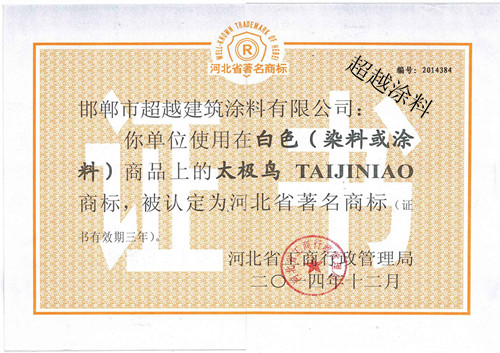 WELL-KNOWN TRADEMARK OF HEBEI
R
河北省著名商标
编号:2014384
超越涂料
邯郸市超越建筑涂料有限公司:
你单位使用在白色(染料或涂
料)商品上的太极鸟 TAIJINIAO
商标,被认定为河北省著名商标(证
书有效期三年)。
河北省工商行政管理局
二〇一四年十二月
证书